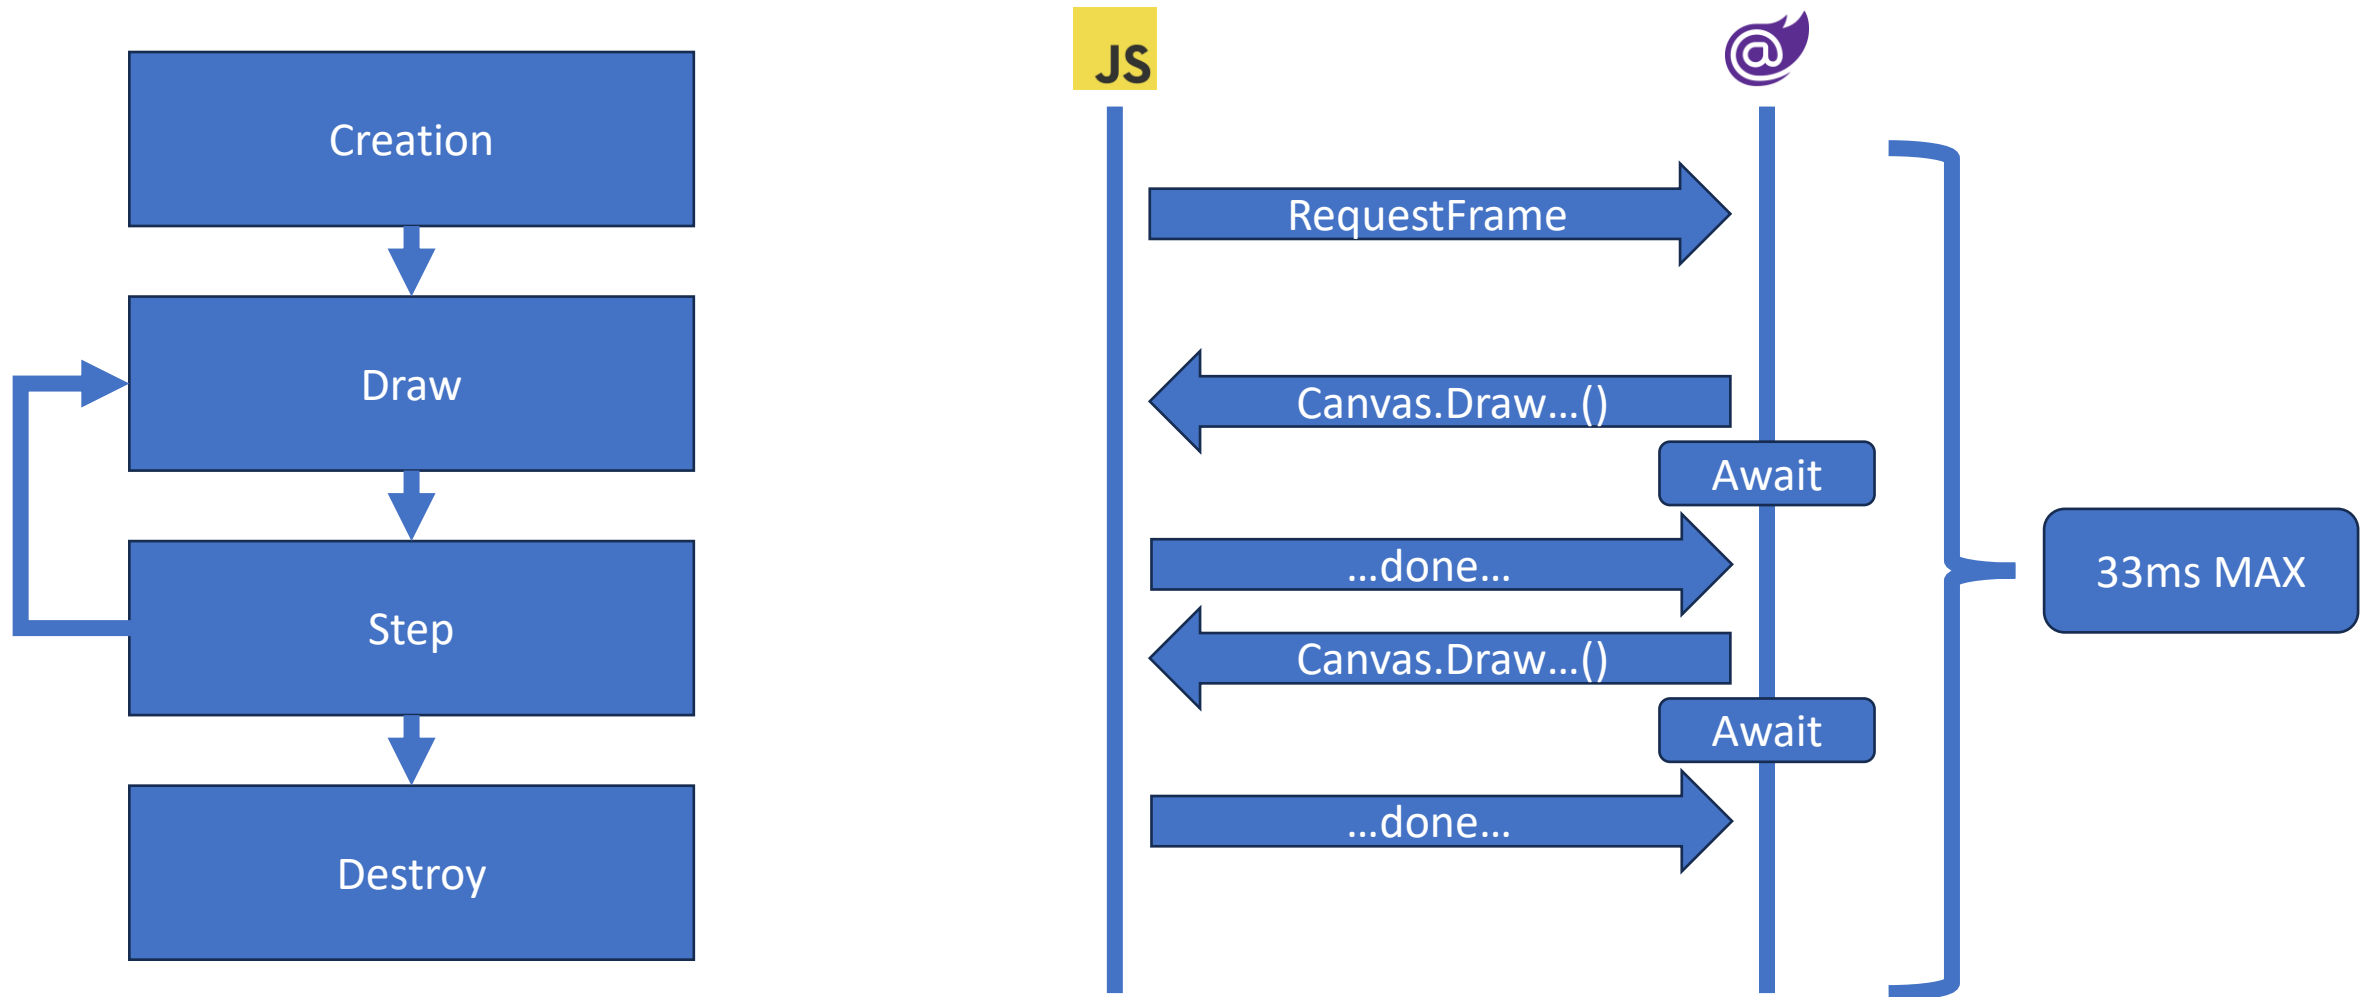 Creation
Draw
Step
Destroy
JS
@
RequestFrame
Canvas.Draw...()
Await
...done...
Canvas.Draw...()
Await
...done...
33ms MAX